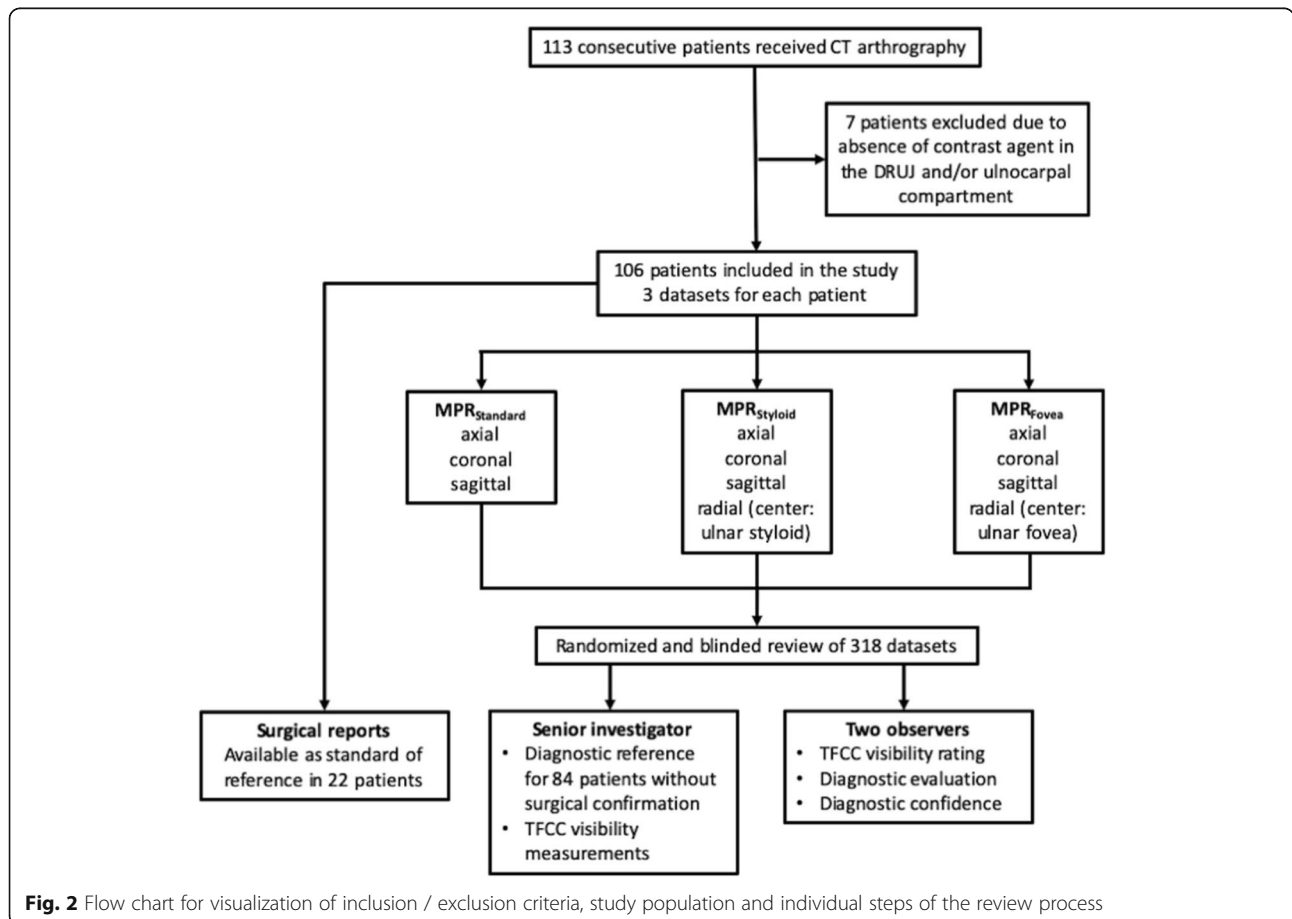 113 consecutive patients received CT arthrography
7 patients excluded due to
absence of contrast agent in
the DRUJ and/or ulnocarpal
compartment
106 patients included in the study
3 datasets for each patient
MPRStandard
axial
coronal
sagittal
MPRStyloid
axial
coronal
sagittal
radial (center:
ulnar styloid)
MPRFovea
axial
coronal
sagittal
radial (center:
ulnar fovea)
Randomized and blinded review of 318 datasets
Surgical reports
Available as standard of
reference in 22 patients
Senior investigator
• Diagnostic reference
for 84 patients without
surgical confirmation
• TFCC visibility
measurements
Two observers
• TFCC visibility rating
• Diagnostic evaluation
• Diagnostic confidence
Fig. 2 Flow chart for visualization of inclusion / exclusion criteria, study population and individual steps of the review process